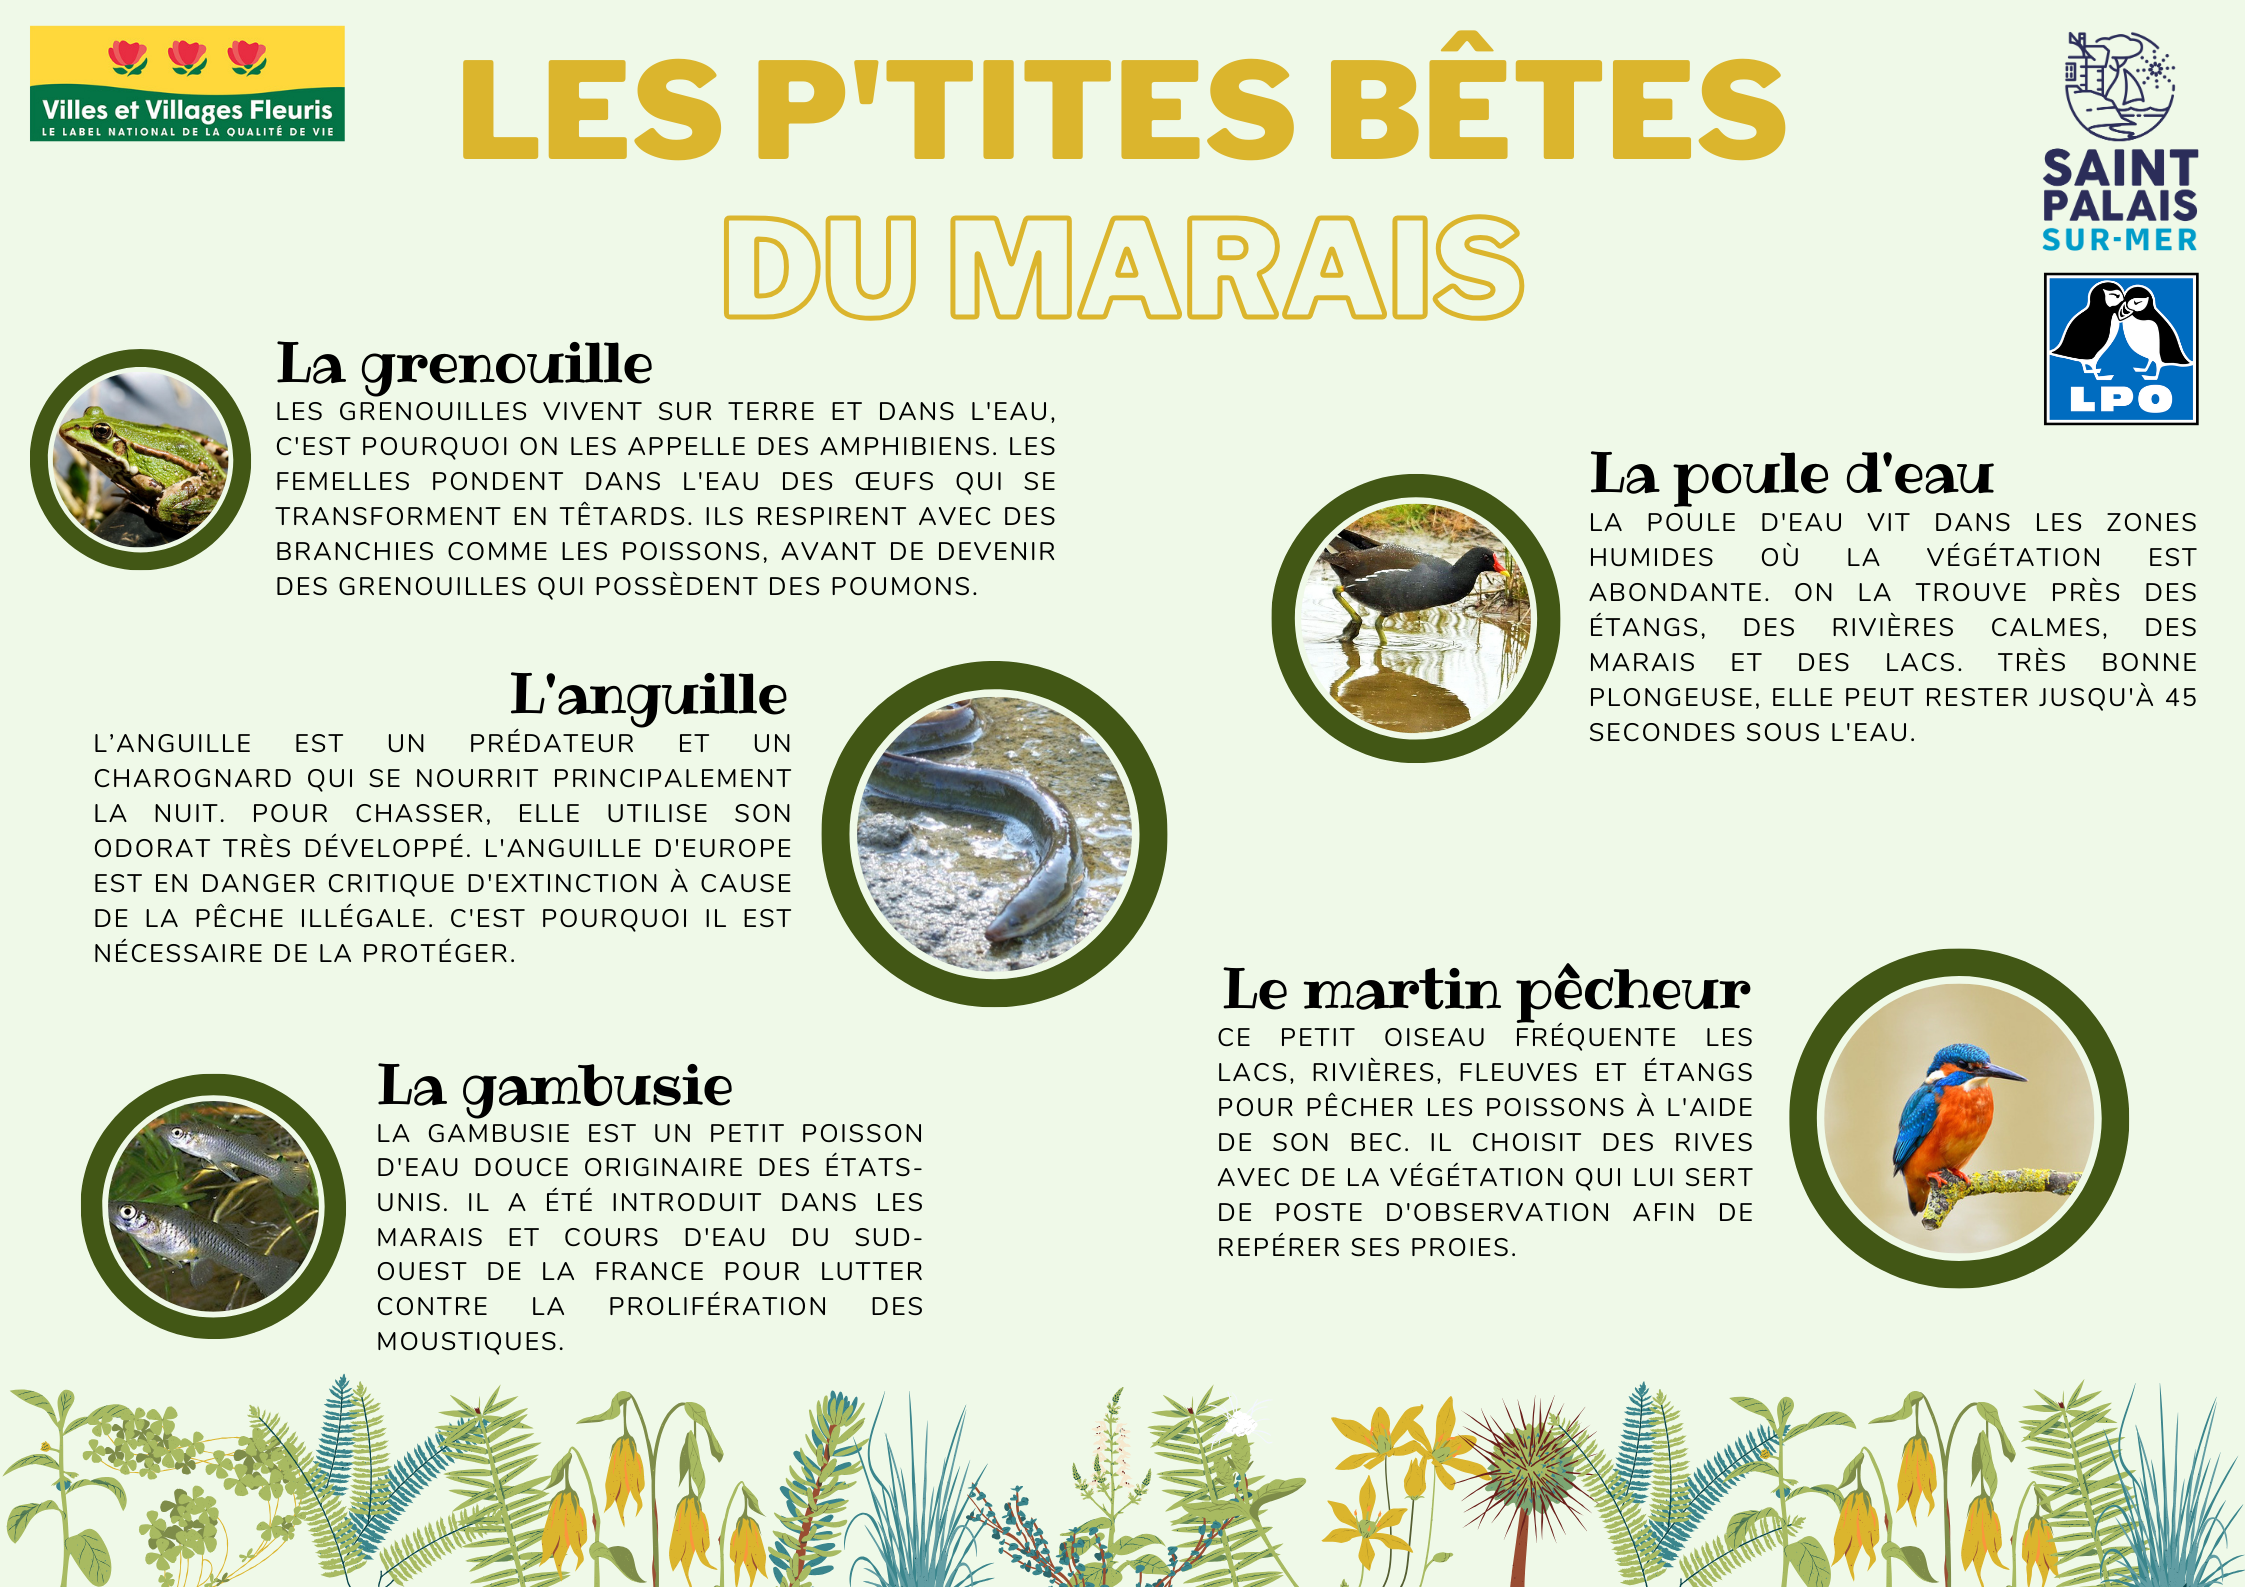 Villes et Villages Fleuris
LE LABEL NATIONAL DE LA QUALITÉ DE VIE
LES P'TITES BÊTES
DU MARAIS
SAINT
PALAIS
SUR-MER
LPO
La grenouille
LES GRENOUILLES VIVENT SUR TERRE ET DANS L'EAU,
C'EST POURQUOI ON LES APPELLE DES AMPHIBIENS. LES
FEMELLES PONDENT DANS L'EAU DES ŒUFS QUI SE
TRANSFORMENT EN TÊTARDS. ILS RESPIRENT AVEC DES
BRANCHIES COMME LES POISSONS, AVANT DE DEVENIR
DES GRENOUILLES QUI POSSÈDENT DES POUMONS.
L'anguille
L’ANGUILLE EST UN PRÉDATEUR ET UN
CHAROGNARD QUI SE NOURRIT PRINCIPALEMENT
LA NUIT. POUR CHASSER, ELLE UTILISE SON
ODORAT TRÈS DÉVELOPPÉ. L'ANGUILLE D'EUROPE
EST EN DANGER CRITIQUE D'EXTINCTION À CAUSE
DE LA PÊCHE ILLÉGALE. C'EST POURQUOI IL EST
NÉCESSAIRE DE LA PROTÉGER.
La gambusie
LA GAMBUSIE EST UN PETIT POISSON
D'EAU DOUCE ORIGINAIRE DES ÉTATS-
UNIS. IL A ÉTÉ INTRODUIT DANS LES
MARAIS ET COURS D'EAU DU SUD-
OUEST DE LA FRANCE POUR LUTTER
CONTRE LA PROLIFÉRATION DES
MOUSTIQUES.
La poule d'eau
LA POULE D'EAU VIT DANS LES ZONES
HUMIDES OÙ LA VÉGÉTATION EST
ABONDANTE. ON LA TROUVE PRÈS DES
ÉTANGS, DES RIVIÈRES CALMES, DES
MARAIS ET DES LACS. TRÈS BONNE
PLONGEUSE, ELLE PEUT RESTER JUSQU'À 45
SECONDES SOUS L'EAU.
Le martin pêcheur
CE PETIT OISEAU FRÉQUENTE LES
LACS, RIVIÈRES, FLEUVES ET ÉTANGS
POUR PÊCHER LES POISSONS À L'AIDE
DE SON BEC. IL CHOISIT DES RIVES
AVEC DE LA VÉGÉTATION QUI LUI SERT
DE POSTE D'OBSERVATION AFIN DE
REPÉRER SES PROIES.